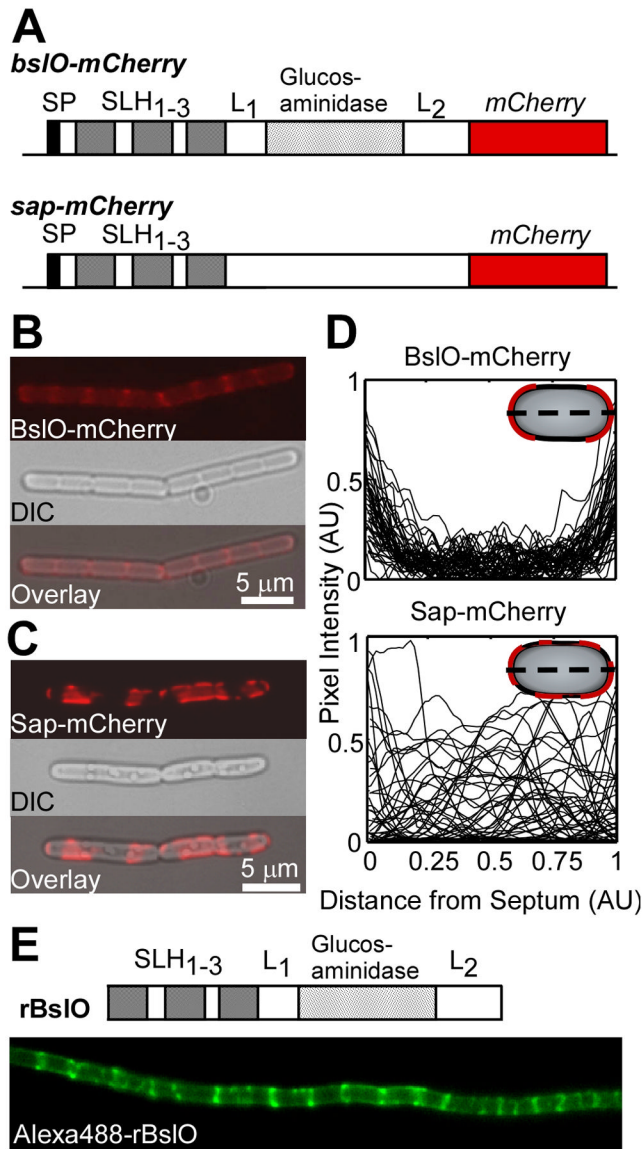 A
bslO-mCherry
SP SLH1-3 L1 Glucos-
aminidase L2 mCherry
sap-mCherry
SP SLH1-3 mCherry
B
BslO-mCherry
DIC
Overlay
5 μm
C
Sap-mCherry
DIC
Overlay
5 μm
D
BslO-mCherry
1
0.5
0
Sap-mCherry
1
0.5
0
0 0.25 0.5 0.75 1
Pixel Intensity (AU)
Distance from Septum (AU)
E
SLH1-3 L1 Glucos-
aminidase L2
rBslO
Alexa488-rBslO